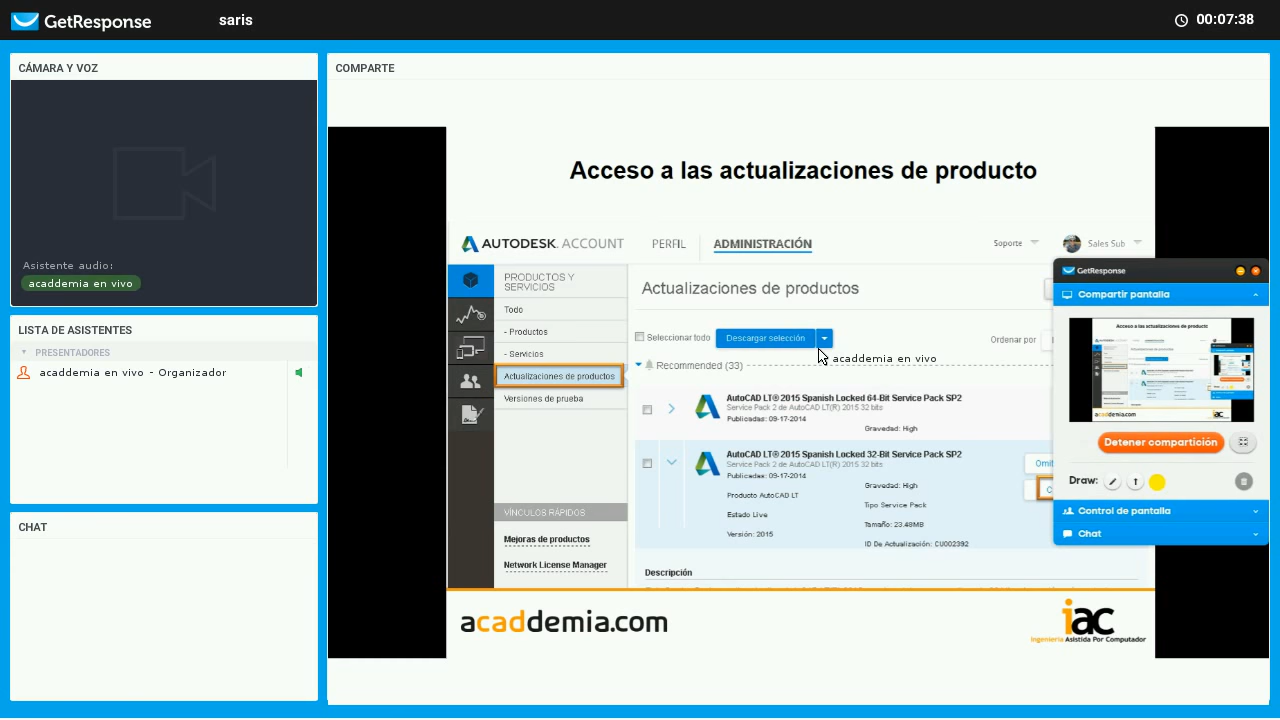 GetResponse
saris
00:07:38
CÁMARA Y VOZ
Asistente audio:
acaddemia en vivo
LISTA DE ASISTENTES
PRESENTADORES
acaddemia en vivo - Organizador
CHAT
COMPARTE
Acceso a las actualizaciones de producto
AUTODESK. ACCOUNT
PERFIL
ADMINISTRACIÓN
Soporte
Sales Sub
PRODUCTOS Y
SERVICIOS
Todo
- Productos
- Servicios
Actualizaciones de productos
Versiones de prueba
VÍNCULOS RÁPIDOS
Mejoras de productos
Network License Manager
Actualizaciones de productos
Seleccionar todo
Descargar selección
Ordenar por
acaddemia en vivo
Recommended (33)
AutoCAD LT® 2015 Spanish Locked 64-Bit Service Pack SP2
Service Pack 2 de AutoCAD LT(R) 2015 32 bits
Publicadas: 09-17-2014
Gravedad: High
AutoCAD LT® 2015 Spanish Locked 32-Bit Service Pack SP2
Service Pack 2 de AutoCAD LT(R) 2015 32 bits
Publicadas: 09-17-2014
Gravedad: High
Producto AutoCAD LT
Tipo Service Pack
Estado Live
Tamaño: 23.48MB
Versión: 2015
ID De Actualización: CU002392
Descripción
GetResponse
Compartir pantalla
Acceso a las actualizaciones de producto
acaddemia.com
iac
Detener compartición
Draw:
Control de pantalla
Chat
acaddemia.com
iac
Ingeniería Asistida Por Computador